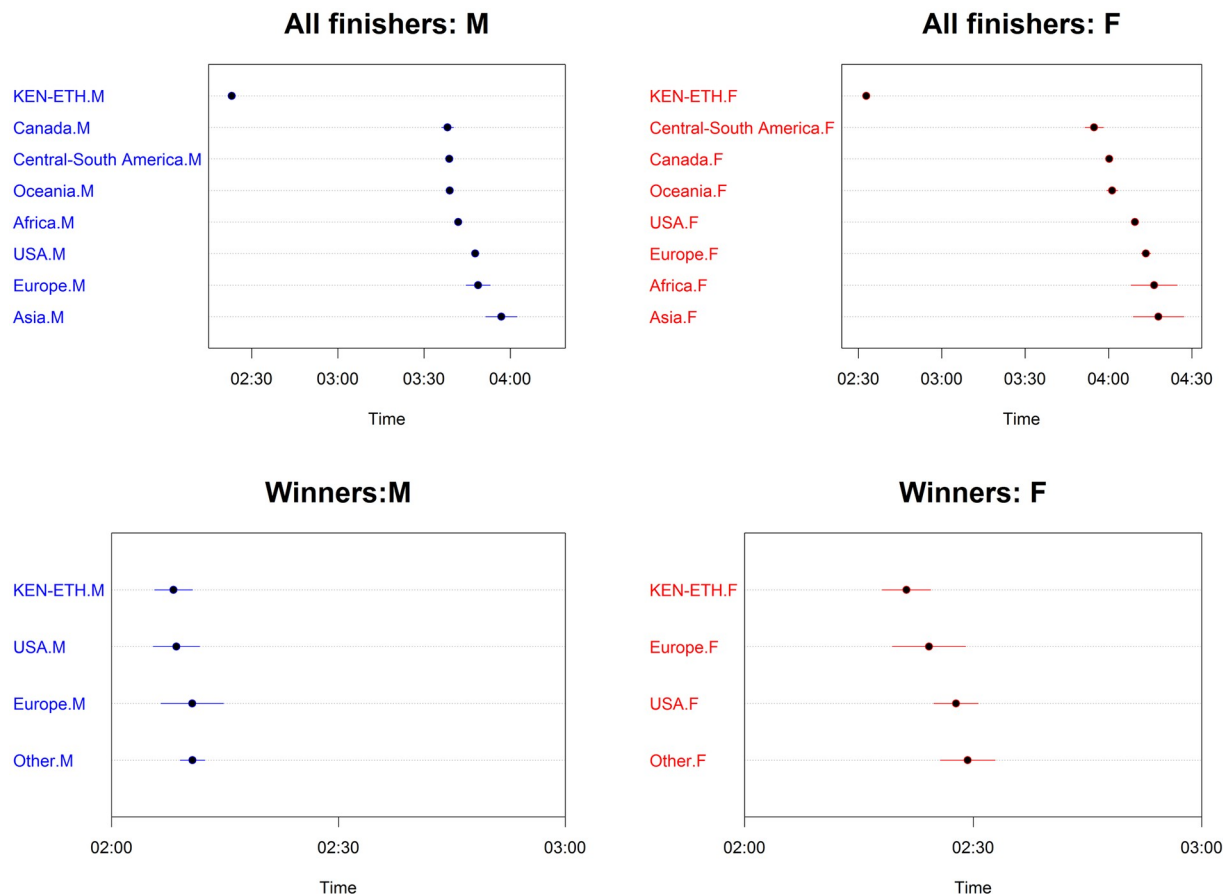 All finishers: M
KEN-ETH.M
Canada.M
Central-South America.M
Oceania.M
Africa.M
USA.M
Europe.M
Asia.M
02:30 03:00 03:30 04:00
Time
All finishers: F
KEN-ETH.F
Central-South America.F
Canada.F
Oceania.F
USA.F
Europe.F
Africa.F
Asia.F
02:30 03:00 03:30 04:00 04:30
Time
Winners:M
KEN-ETH.M
USA.M
Europe.M
Other.M
02:00 02:30 03:00
Time
Winners: F
KEN-ETH.F
Europe.F
USA.F
Other.F
02:00 02:30 03:00
Time